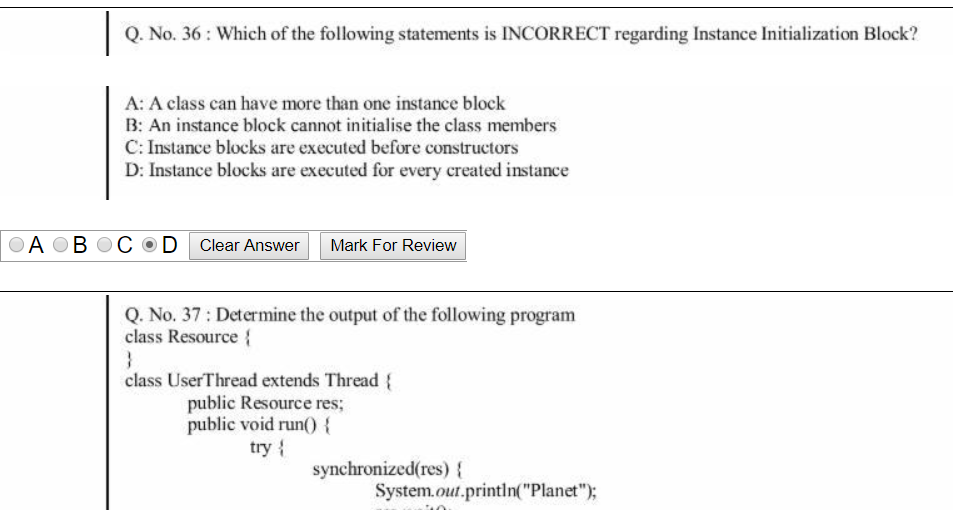 Q. No. 36 : Which of the following statements is INCORRECT regarding Instance Initialization Block?
A: A class can have more than one instance block
B: An instance block cannot initialise the class members
C: Instance blocks are executed before constructors
D: Instance blocks are executed for every created instance
A B C D Clear Answer Mark For Review
Q. No. 37 : Determine the output of the following program
class Resource {
}
class UserThread extends Thread {
public Resource res;
public void run() {
try {
synchronized(res) {
System.out.println("Planet");